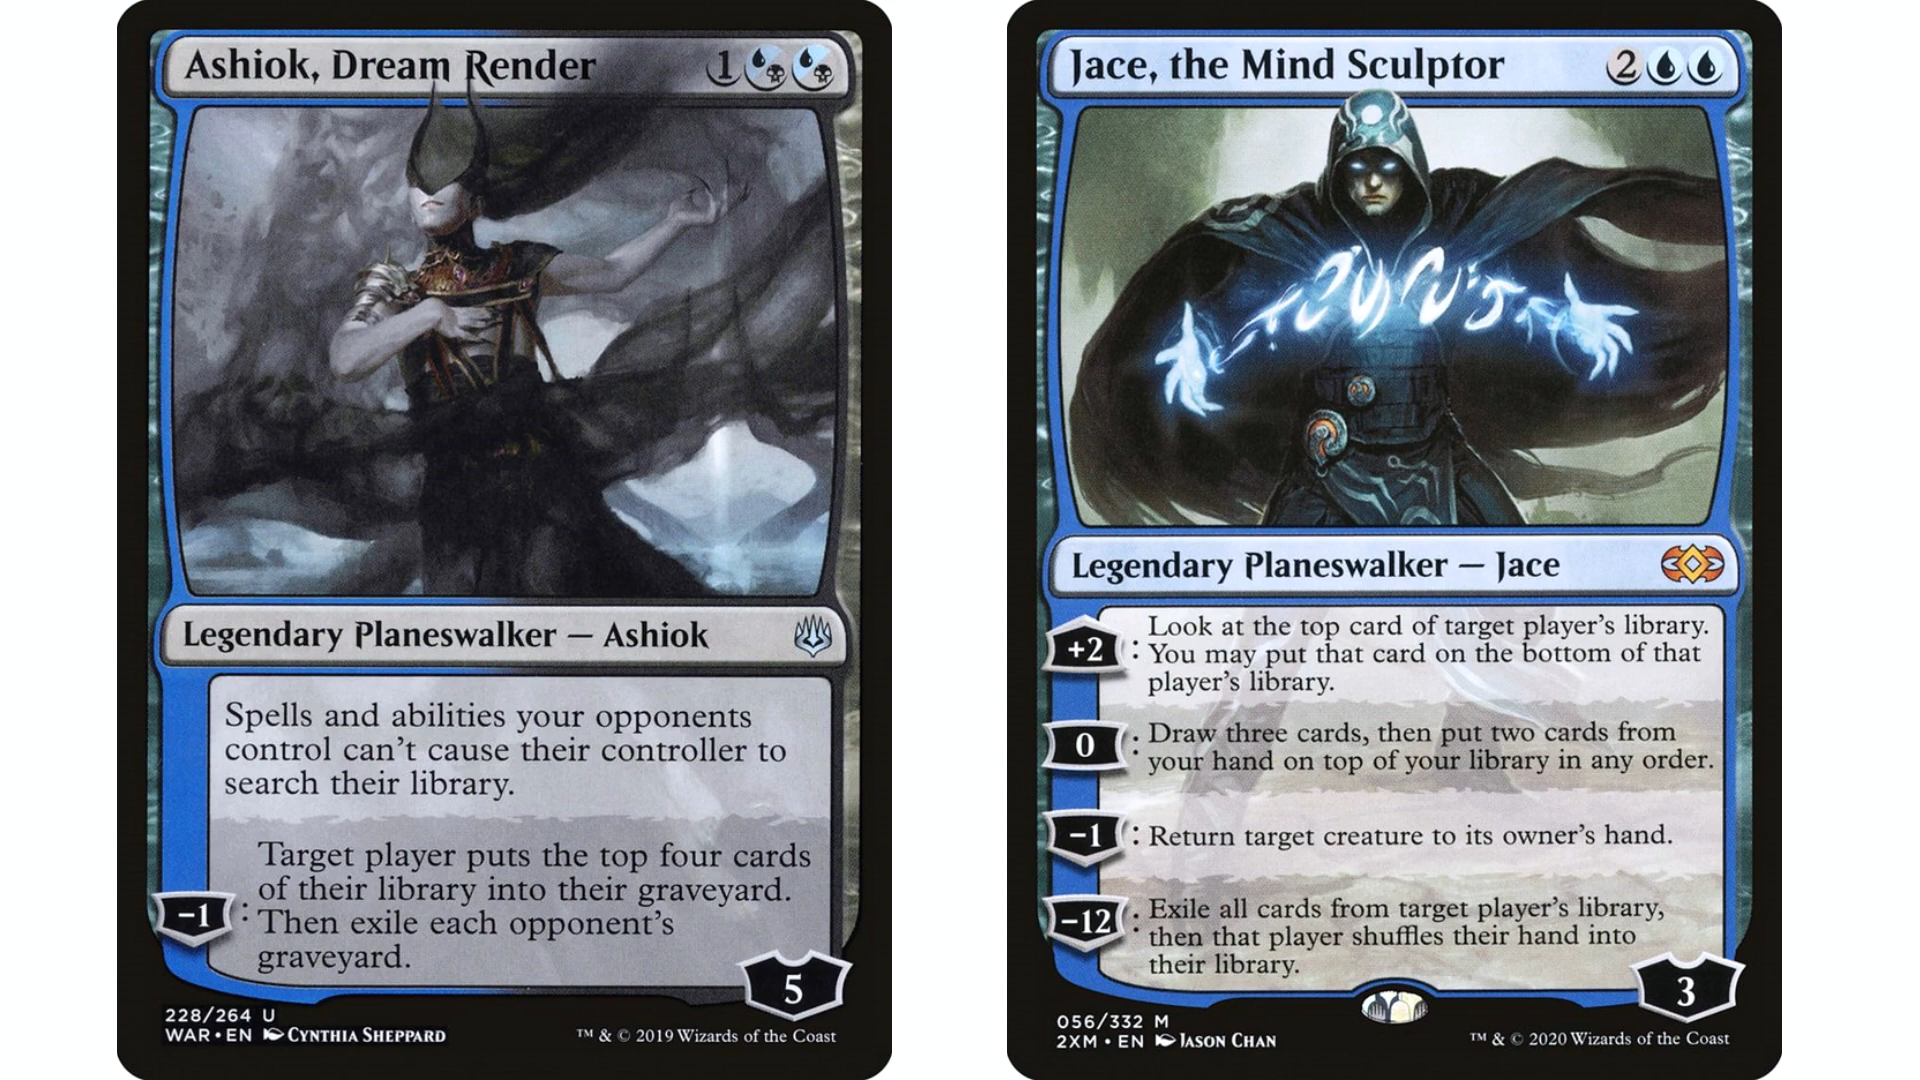 Ashiok, Dream Render 1
Legendary Planeswalker — Ashiok
Spells and abilities your opponents
control can't cause their controller to
search their library.
−1: Target player puts the top four cards
of their library into their graveyard.
Then exile each opponent's
graveyard.
5
228/264 U
WAR • EN Cynthia Sheppard
™ & © 2019 Wizards of the Coast
Jace, the Mind Sculptor 2
Legendary Planeswalker — Jace
+2: Look at the top card of target player's library.
You may put that card on the bottom of that
player's library.
0: Draw three cards, then put two cards from
your hand on top of your library in any order.
−1: Return target creature to its owner's hand.
−12: Exile all cards from target player's library,
then that player shuffles their hand into
their library.
3
056/332 M
2XM • EN Jason Chan
™ & © 2020 Wizards of the Coast